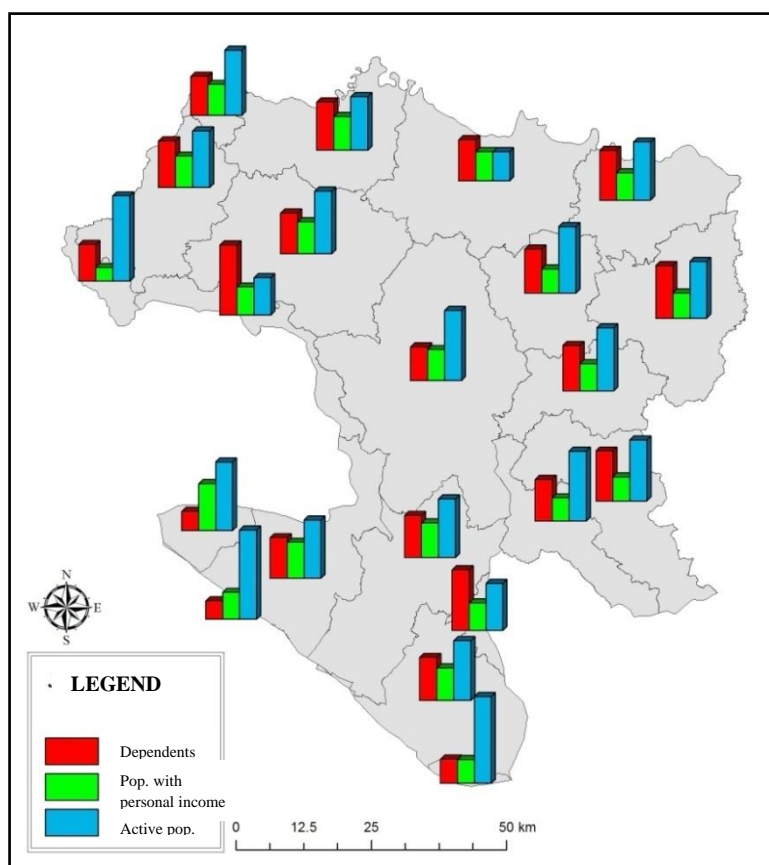 N
W E
S
LEGEND
Dependents
Pop. with
personal income
Active pop.
0 12.5 25 50 km